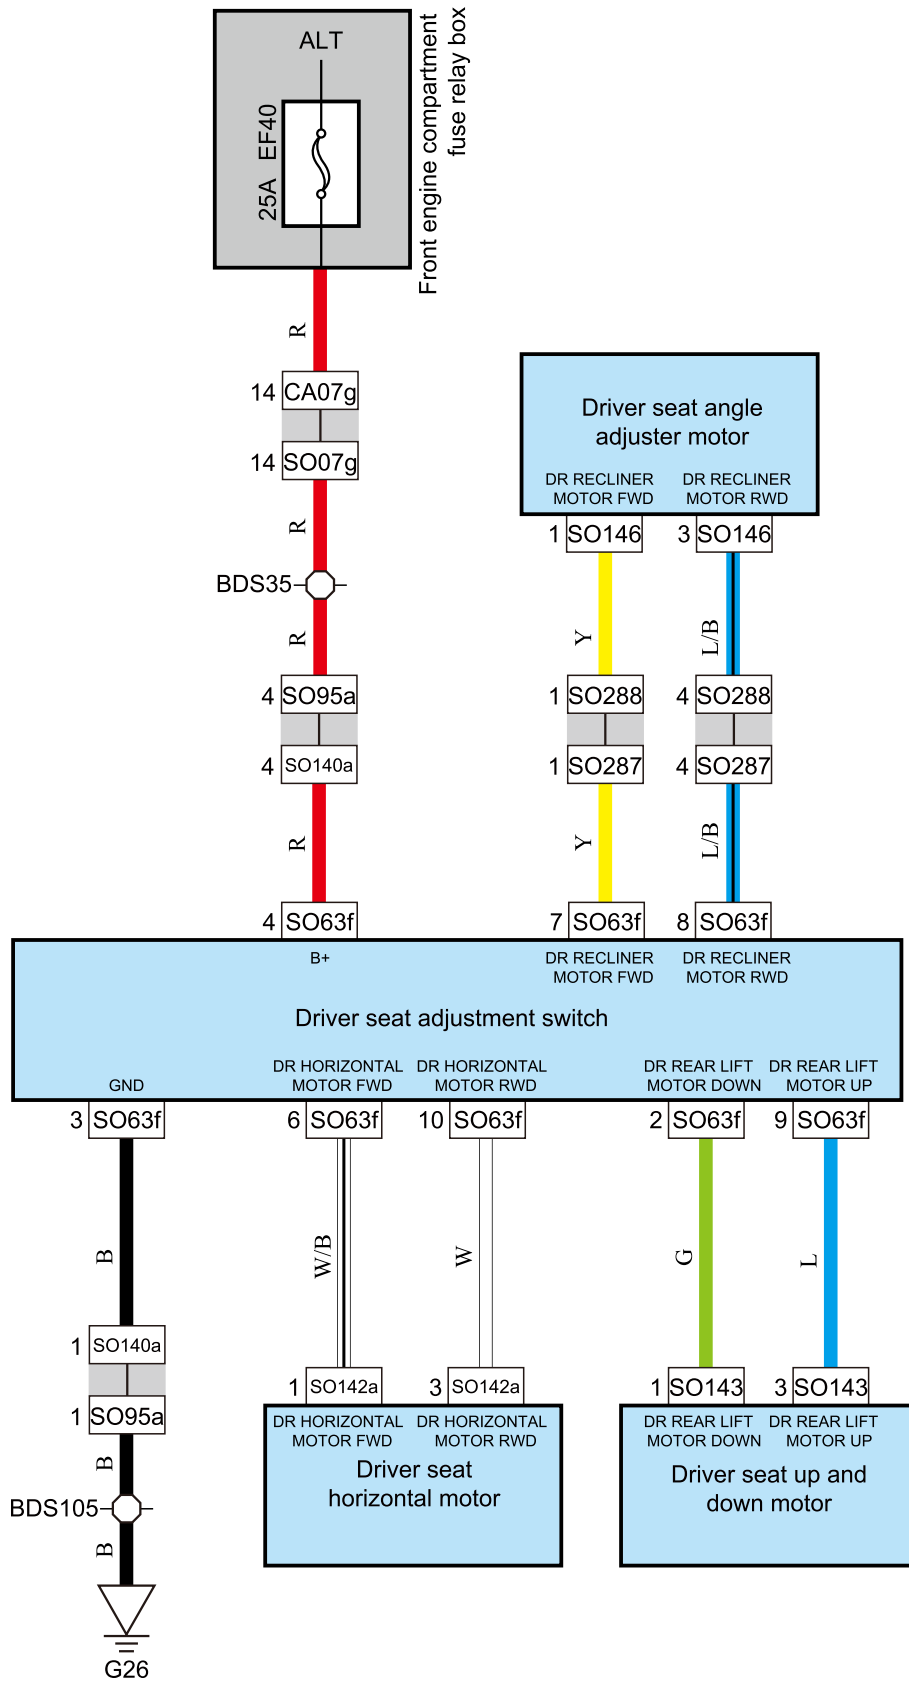 ALT
25A EF40
Front engine compartment
fuse relay box
R
14 CA07g
14 SO07g
R
BDS35
R
4 SO95a
4 SO140a
R
4 SO63f
Driver seat angle
adjuster motor
DR RECLINER
MOTOR FWD
DR RECLINER
MOTOR RWD
1 SO146
3 SO146
Y
L/B
1 SO288
4 SO288
1 SO287
4 SO287
Y
L/B
7 SO63f
8 SO63f
B+
DR RECLINER
MOTOR FWD
DR RECLINER
MOTOR RWD
Driver seat adjustment switch
GND
DR HORIZONTAL
MOTOR FWD
DR HORIZONTAL
MOTOR RWD
DR REAR LIFT
MOTOR DOWN
DR REAR LIFT
MOTOR UP
3 SO63f
6 SO63f
10 SO63f
2 SO63f
9 SO63f
B
W/B
W
G
L
1 SO140a
1 SO95a
B
BDS105
B
G26
1 SO142a
3 SO142a
DR HORIZONTAL
MOTOR FWD
DR HORIZONTAL
MOTOR RWD
Driver seat
horizontal motor
1 SO143
3 SO143
DR REAR LIFT
MOTOR DOWN
DR REAR LIFT
MOTOR UP
Driver seat up and
down motor